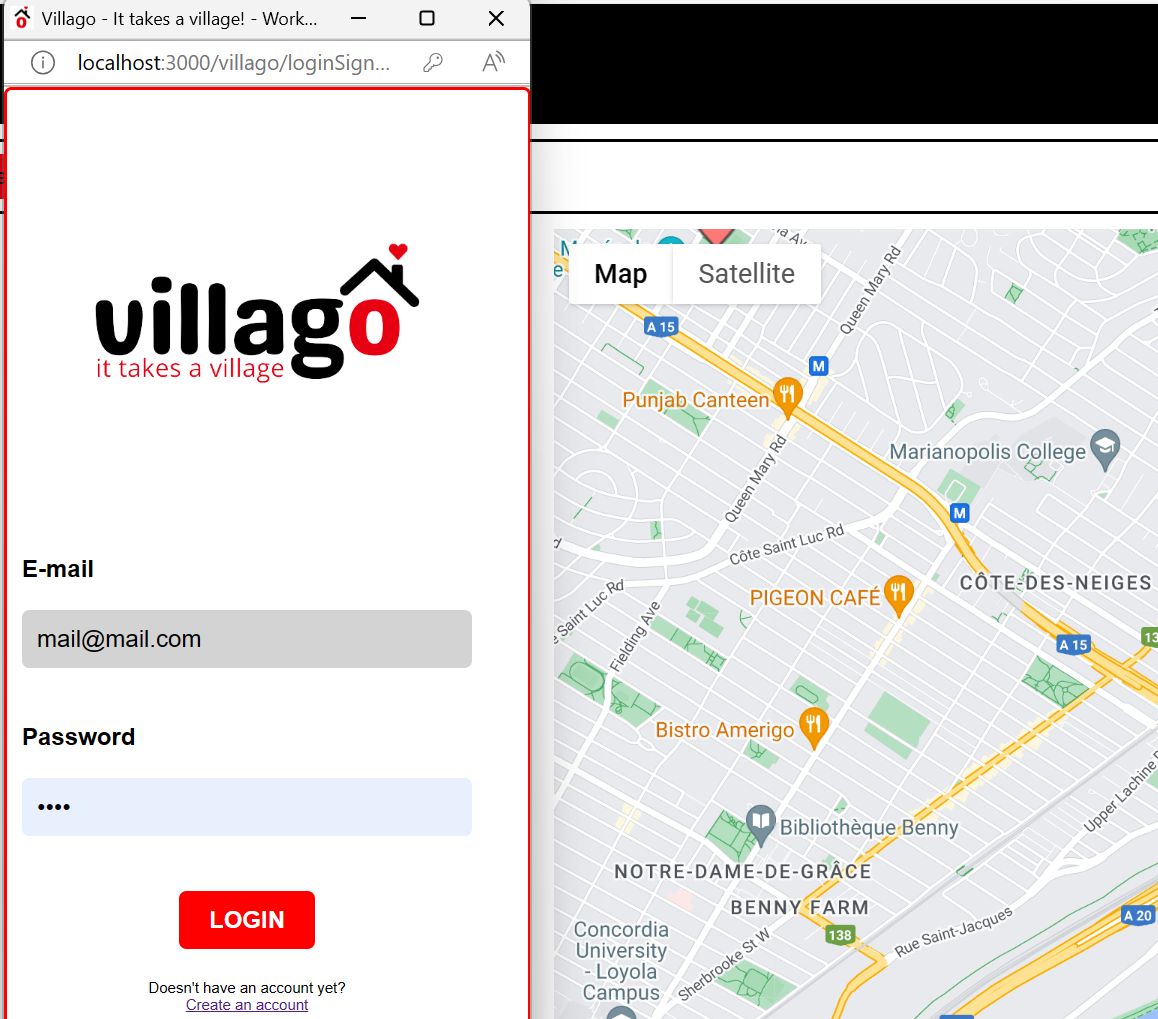 Villago - It takes a village! - Work...
localhost:3000/villago/loginSign...
villago
it takes a village
E-mail
mail@mail.com
Password
••••
LOGIN
Doesn't have an account yet?
Create an account
Map
Satellite
Queen Mary Rd
A 15
M
Punjab Canteen
Marianopolis College
Queen Mary Rd
M
Côte Saint Luc Rd
CÔTE-DES-NEIGES
PIGEON CAFÉ
e Saint Luc Rd
Fielding Ave
A 15
13
Bistro Amerigo
Upper Lachine
Bibliothèque Benny
NOTRE-DAME-DE-GRÂCE
BENNY FARM
A 20
138
Rue Saint-Jacques
Concordia
University
- Loyola
Campus
Sherbrooke St W